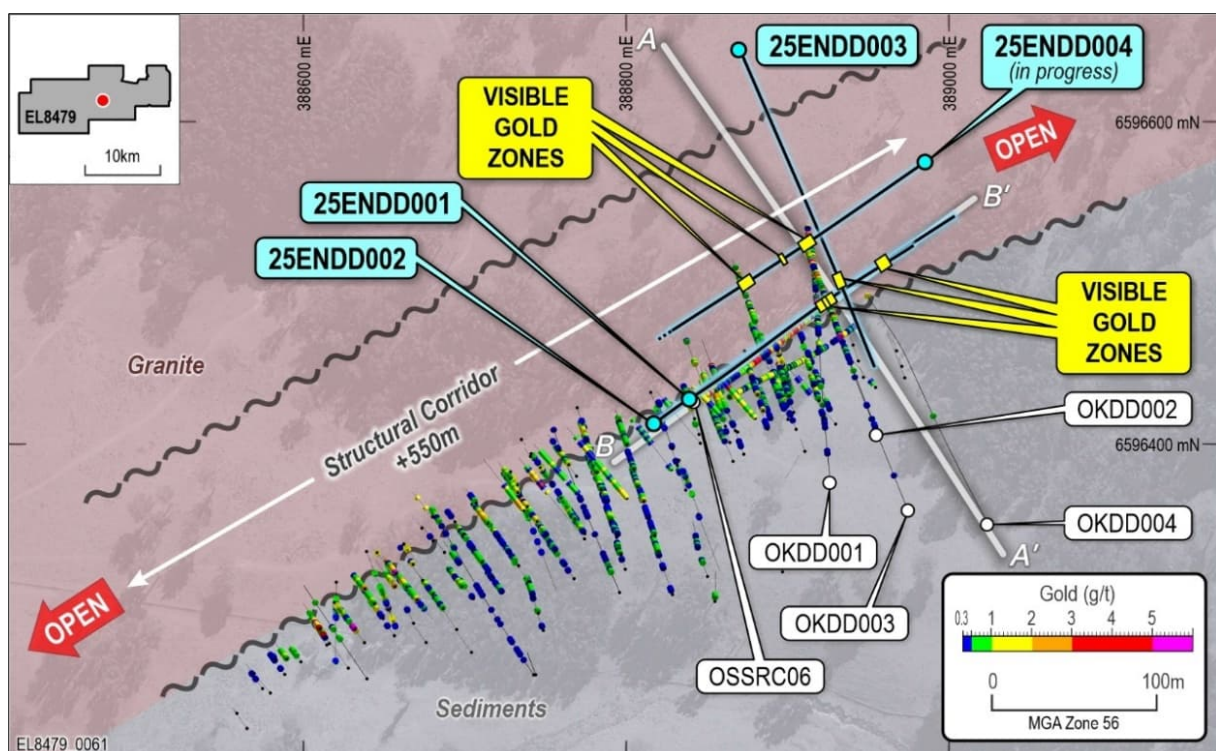 EL8479
10km
388600 mE
388800 mE
389000 mE
A
25ENDD003
25ENDD004
(in progress)
VISIBLE
GOLD
ZONES
OPEN
6596600 mN
25ENDD001
25ENDD002
B'
VISIBLE
GOLD
ZONES
Granite
Structural Corridor
+550m
B
OKDD002
6596400 mN
OKDD001
OKDD004
A'
OKDD003
OPEN
OSSRC06
Sediments
Gold (g/t)
0.3 1 2 3 4 5
0 100m
MGA Zone 56
EL8479_0061